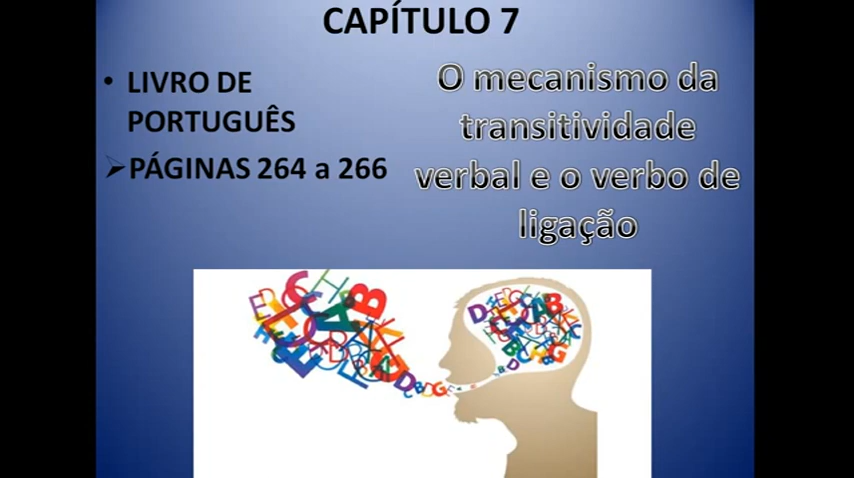 CAPÍTULO 7
• LIVRO DE
PORTUGUÊS
➢PÁGINAS 264 a 266
O mecanismo da
transitividade
verbal e o verbo de
ligação